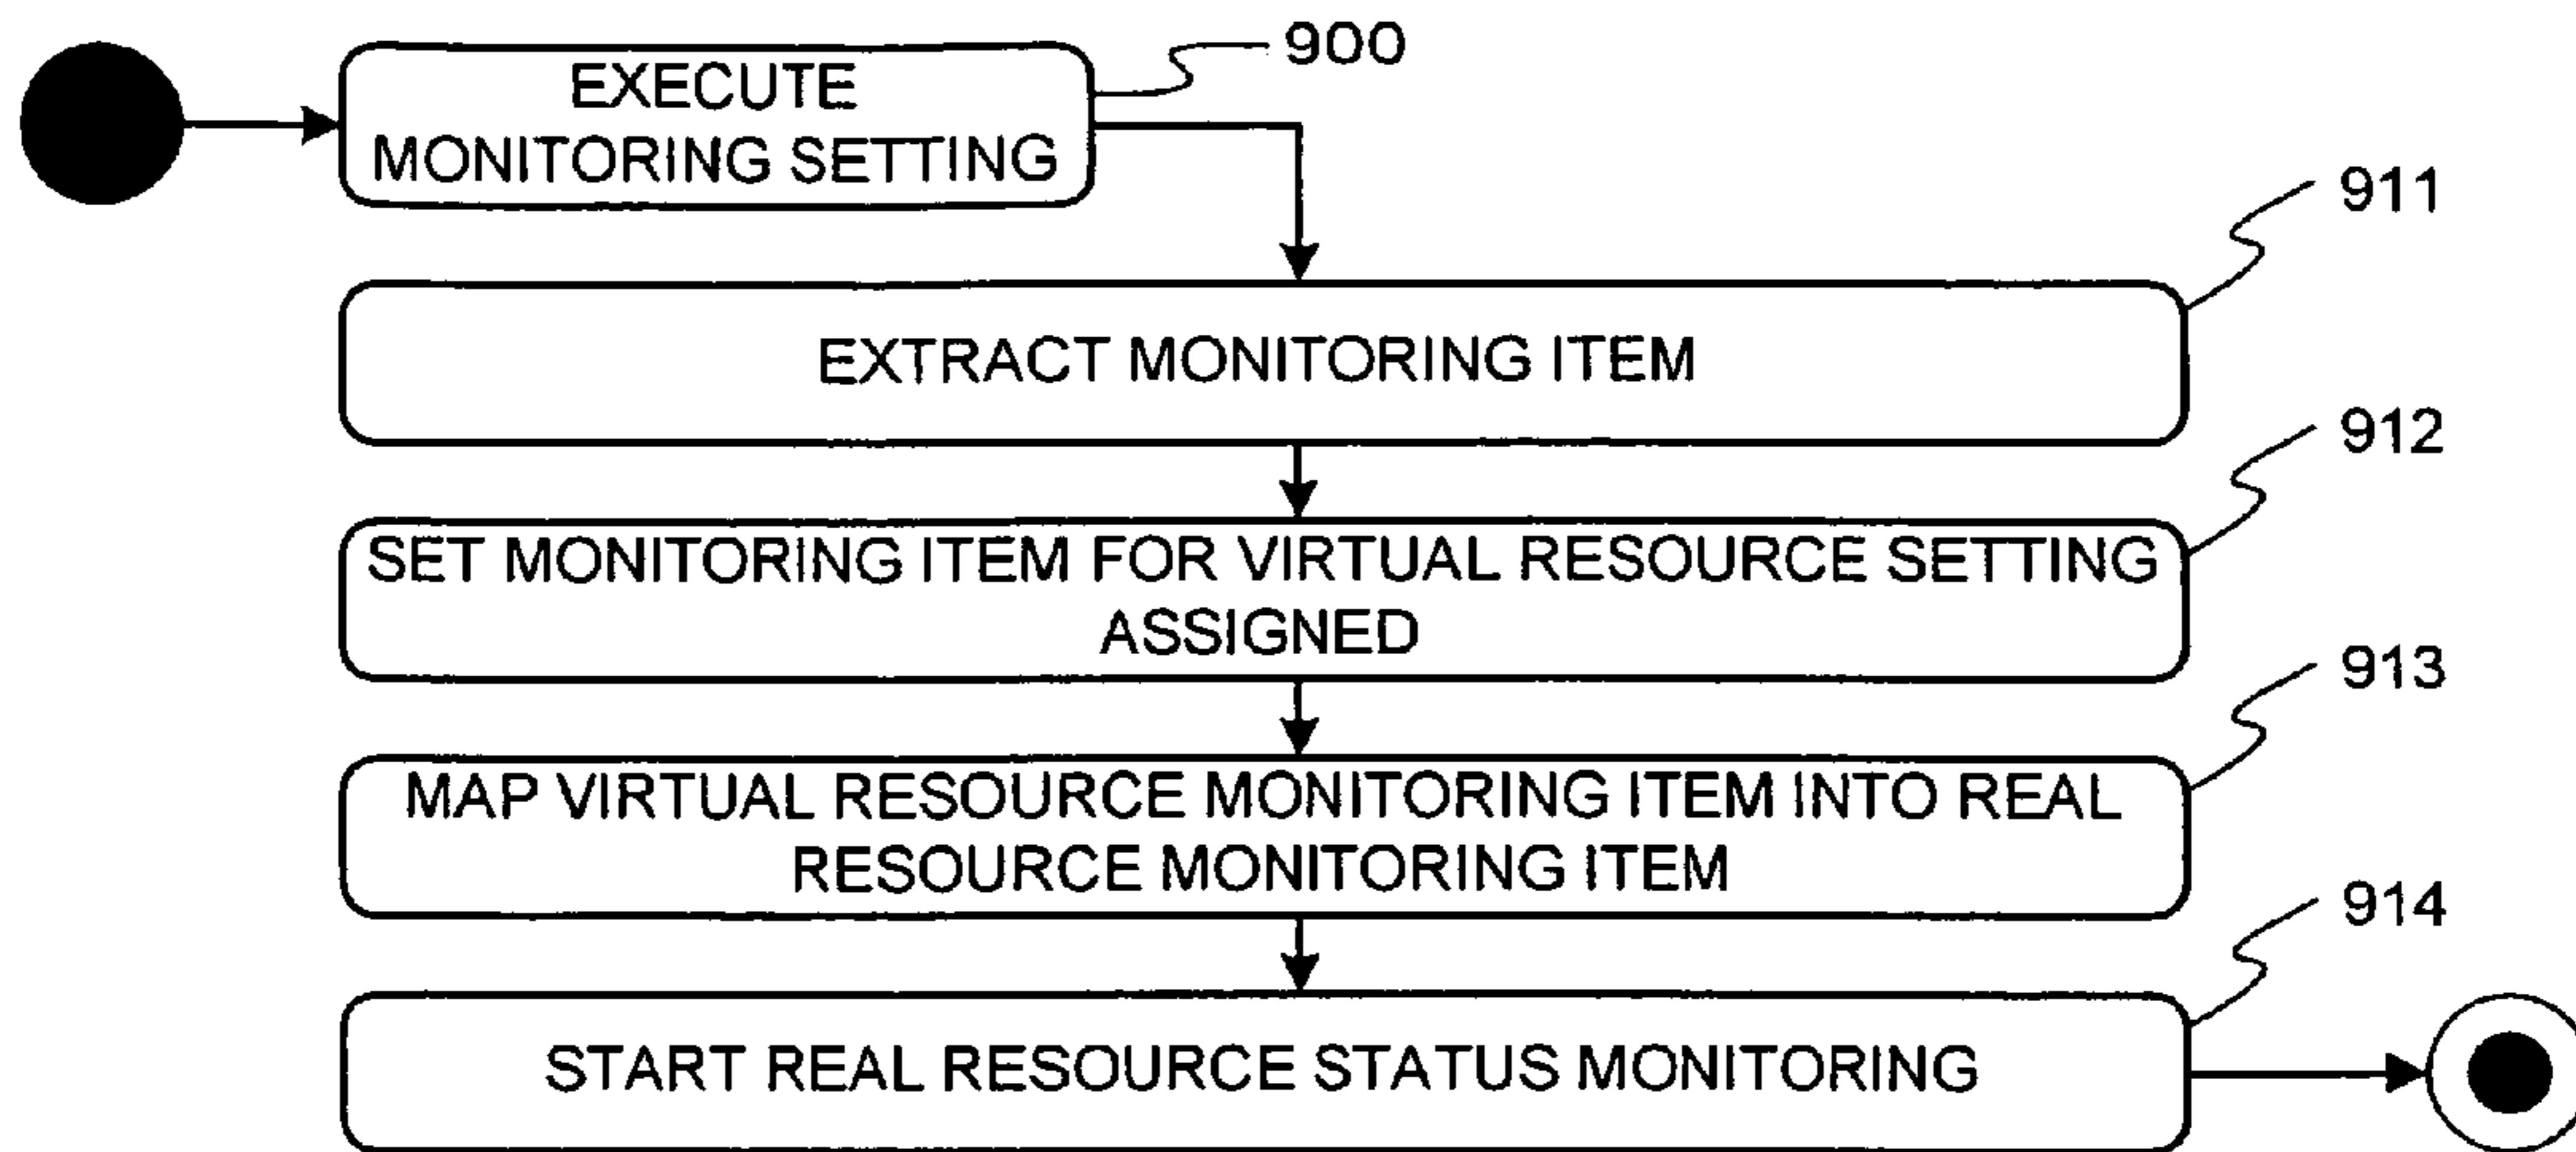 EXECUTE
MONITORING SETTING
900
911
EXTRACT MONITORING ITEM
912
SET MONITORING ITEM FOR VIRTUAL RESOURCE SETTING
ASSIGNED
913
MAP VIRTUAL RESOURCE MONITORING ITEM INTO REAL
RESOURCE MONITORING ITEM
914
START REAL RESOURCE STATUS MONITORING